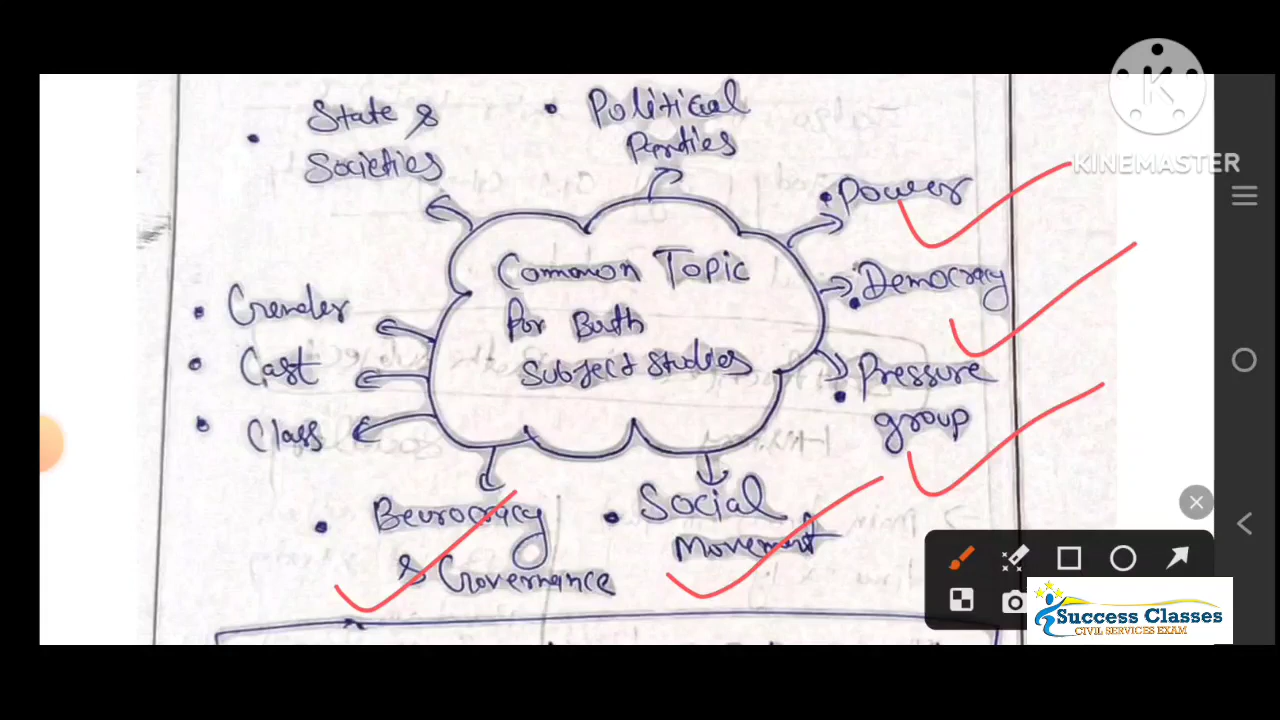 KINEMASTER
State &
Societies
Political
Parties
Power
Common Topic
For Both
Subject Studies
Democracy
Pressure
group
Gender
Cast
Class
Beurocracy
& Governance
Social
Movement
Success Classes
CIVIL SERVICES EXAM